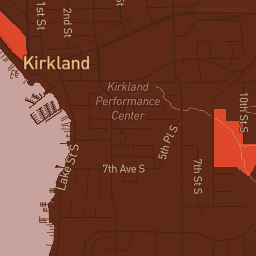 1st St
2nd St
Kirkland
Kirkland
Performance
Center
10th St S
5th Pl S
Lake St S
7th Ave S
7th St S